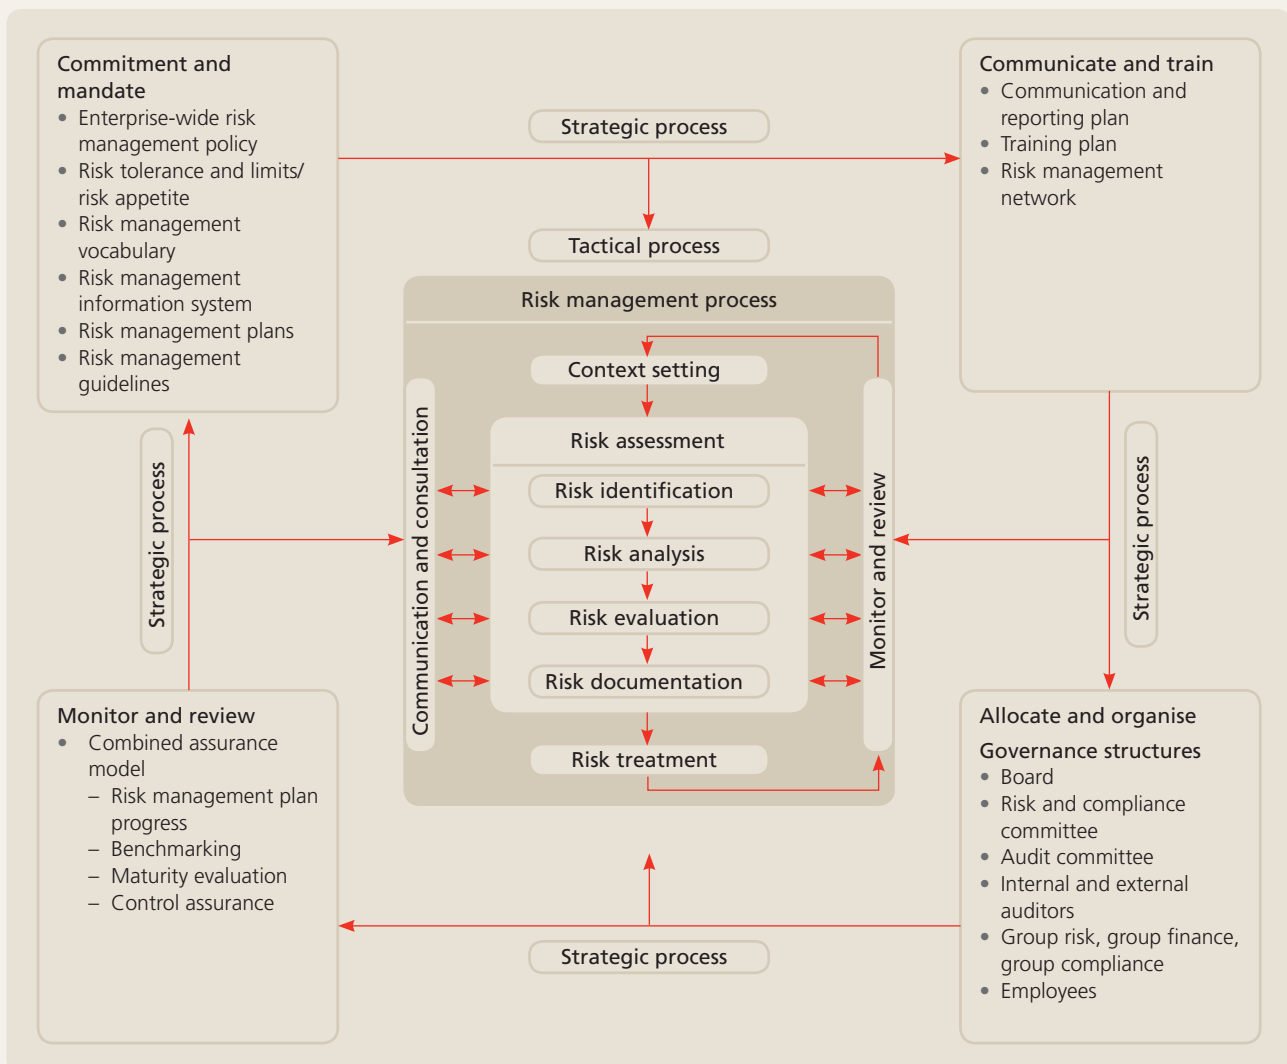 Commitment and
mandate
• Enterprise-wide risk
management policy
• Risk tolerance and limits/
risk appetite
• Risk management
vocabulary
• Risk management
information system
• Risk management plans
• Risk management
guidelines
Strategic process
Communicate and train
• Communication and
reporting plan
• Training plan
• Risk management
network
Tactical process
Risk management process
Context setting
Communication and consultation
Risk assessment
Risk identification
Risk analysis
Risk evaluation
Risk documentation
Risk treatment
Monitor and review
Strategic process
Strategic process
Monitor and review
• Combined assurance
model
– Risk management plan
progress
– Benchmarking
– Maturity evaluation
– Control assurance
Strategic process
Allocate and organise
Governance structures
• Board
• Risk and compliance
committee
• Audit committee
• Internal and external
auditors
• Group risk, group finance,
group compliance
• Employees